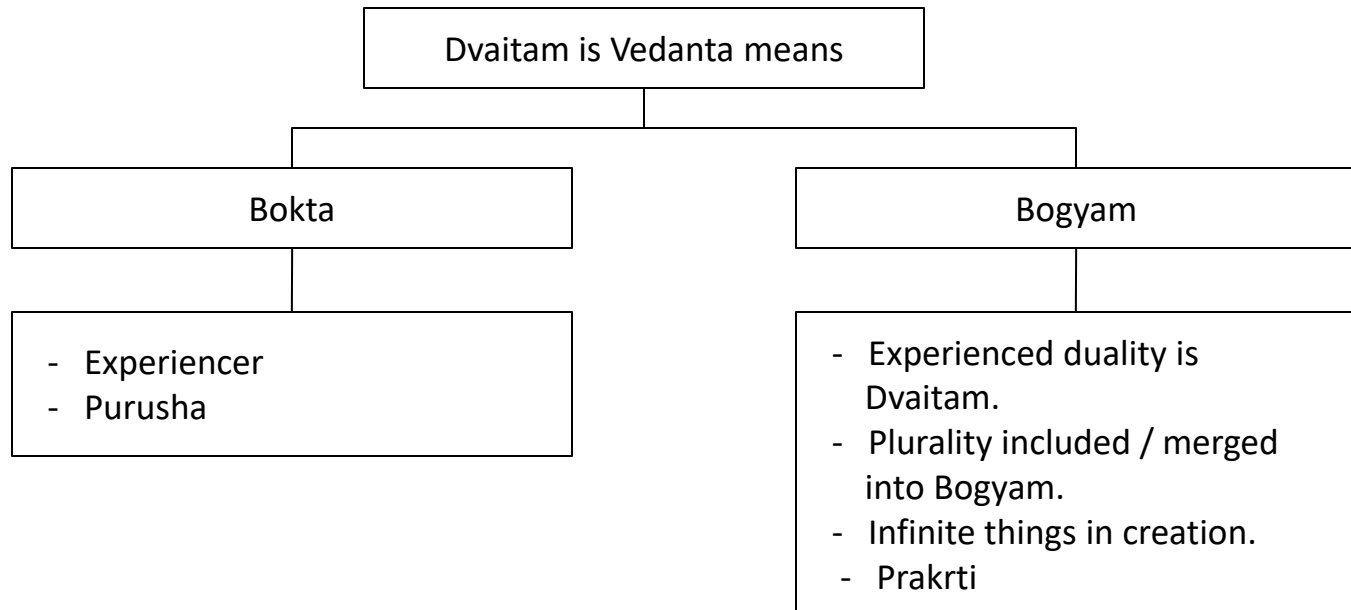 Dvaitam is Vedanta means
Bokta
Bogyam
- Experiencer
- Purusha
- Experienced duality is
Dvaitam.
- Plurality included / merged
into Bogyam.
- Infinite things in creation.
- Prakrti